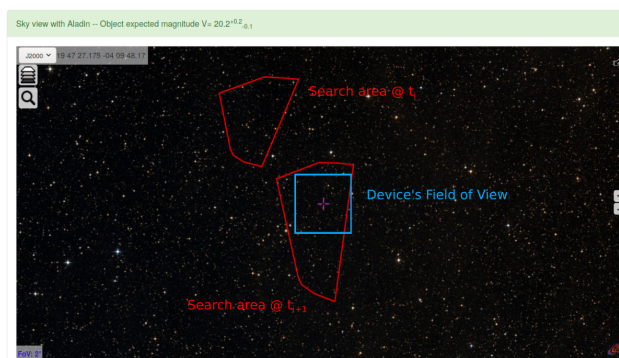 Sky view with Aladin -- Object expected magnitude V= 20.2+0.2-0.1
J2000 19 47 27.175 -04 09 48.17
Search area @ ti
Device's Field of View
Search area @ ti+1
FoV: 2°